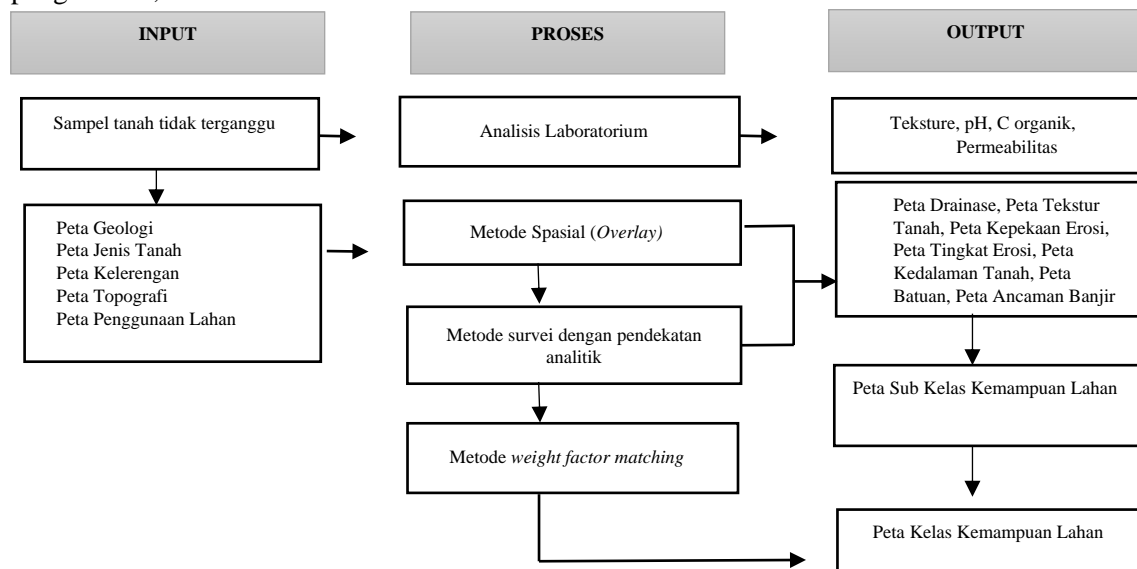 INPUT
PROSES
OUTPUT
Sampel tanah tidak terganggu
Analisis Laboratorium
Teksture, pH, C organik,
Permeabilitas
Peta Geologi
Peta Jenis Tanah
Peta Kelerengan
Peta Topografi
Peta Penggunaan Lahan
Metode Spasial (Overlay)
Peta Drainase, Peta Tekstur
Tanah, Peta Kepekaan Erosi,
Peta Tingkat Erosi, Peta
Kedalaman Tanah, Peta
Batuan, Peta Ancaman Banjir
Metode survei dengan pendekatan
analitik
Peta Sub Kelas Kemampuan Lahan
Metode weight factor matching
Peta Kelas Kemampuan Lahan